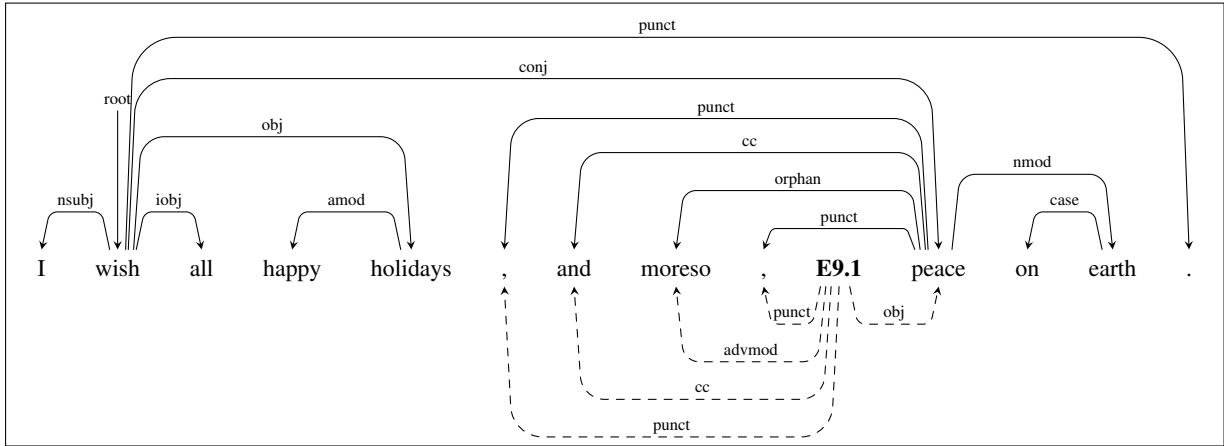 punct
conj
root
punct
obj
cc
orphan
nmod
nsubj iobj amod punct case
I wish all happy holidays , and moreso , E9.1 peace on earth .
punct obj
advmod
cc
punct